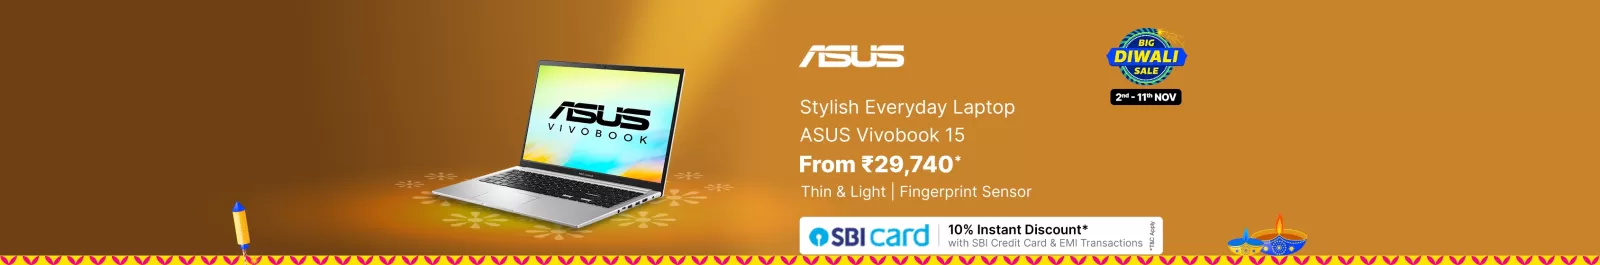 ASUS
VIVOBOOK
ASUS
Stylish Everyday Laptop
ASUS Vivobook 15
From ₹29,740*
Thin & Light | Fingerprint Sensor
SBI card
10% Instant Discount*
with SBI Credit Card & EMI Transactions
*T&C Apply
BIG
DIWALI
SALE
2nd - 11th NOV